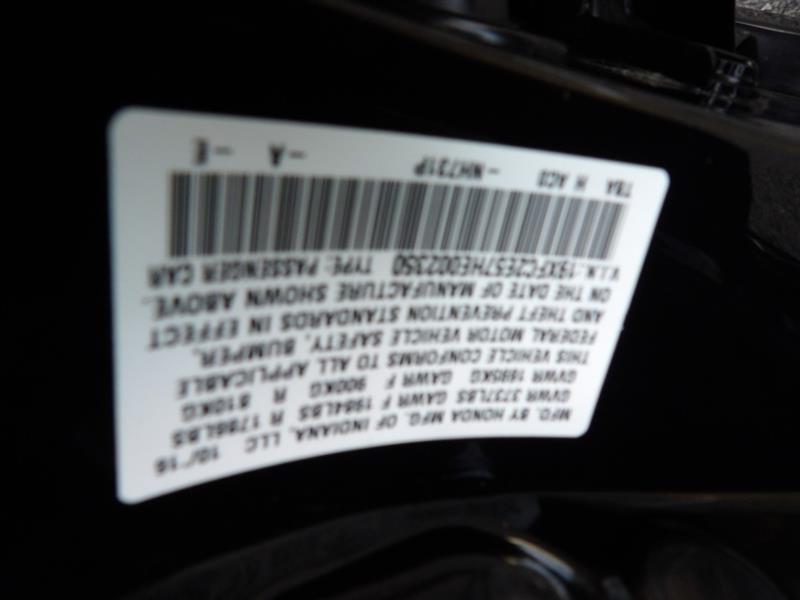 MFG. BY HONDA MFG. OF INDIANA, LLC 10/16
GVWR 3737LBS GAWR F 1984LBS R 1786LBS
GVWR 1695KG GAWR F 900KG R 810KG
THIS VEHICLE CONFORMS TO ALL APPLICABLE
FEDERAL MOTOR VEHICLE SAFETY, BUMPER,
AND THEFT PREVENTION STANDARDS IN EFFECT
ON THE DATE OF MANUFACTURE SHOWN ABOVE.
V.I.N.:19XFC2E57HE002350 TYPE: PASSENGER CAR
TBA H AC0 -NH731P -A -E